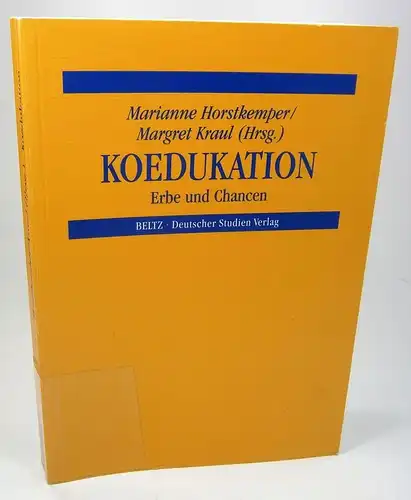 Marianne Horstkemper/
Margret Kraul (Hrsg.)
KOEDUKATION
Erbe und Chancen
BELTZ · Deutscher Studien Verlag